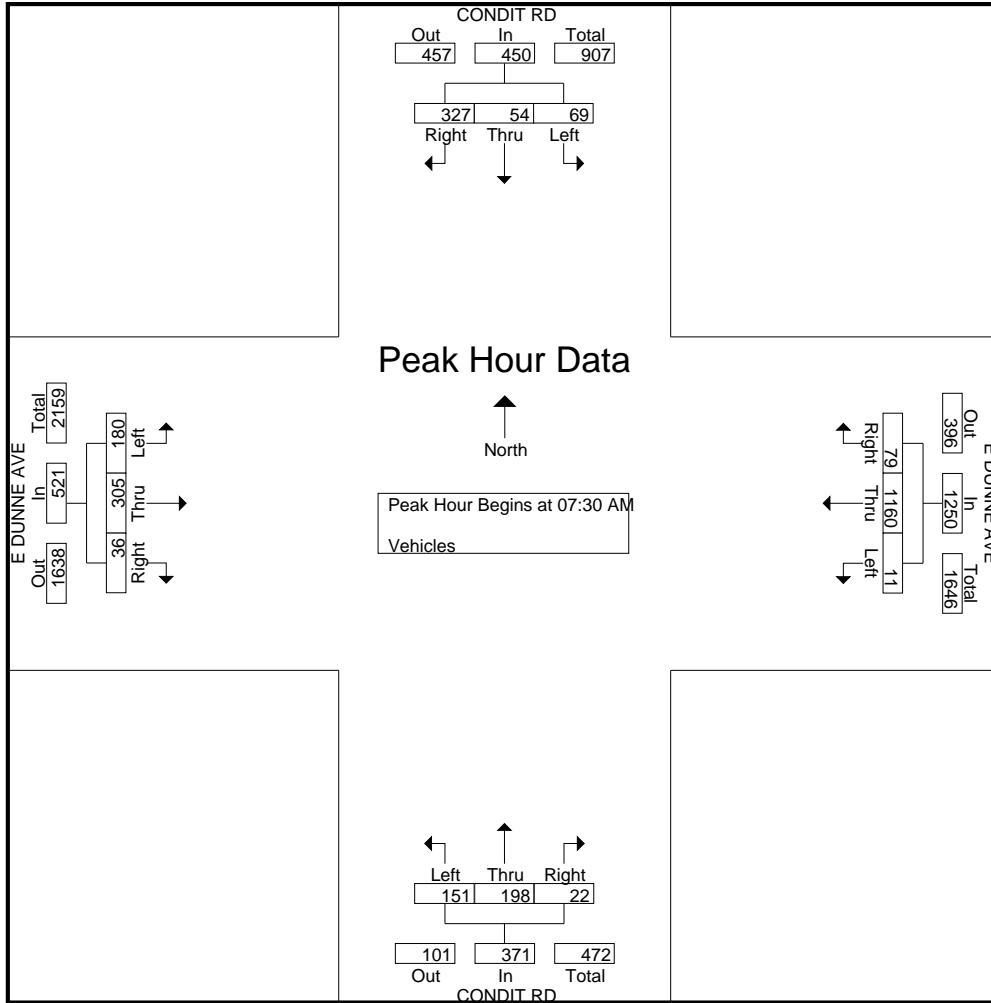 CONDIT RD
Out In Total
457 450 907
327 54 69
Right Thru Left
Peak Hour Data
North
Peak Hour Begins at 07:30 AM
Vehicles
E DUNNE AVE
Out In Total
1638 521 2159
36 305 180
Right Thru Left
E DUNNE AVE
Out In Total
396 1250 1646
79 1160 11
Right Thru Left
Left Thru Right
151 198 22
101 371 472
Out In Total
CONDIT RD